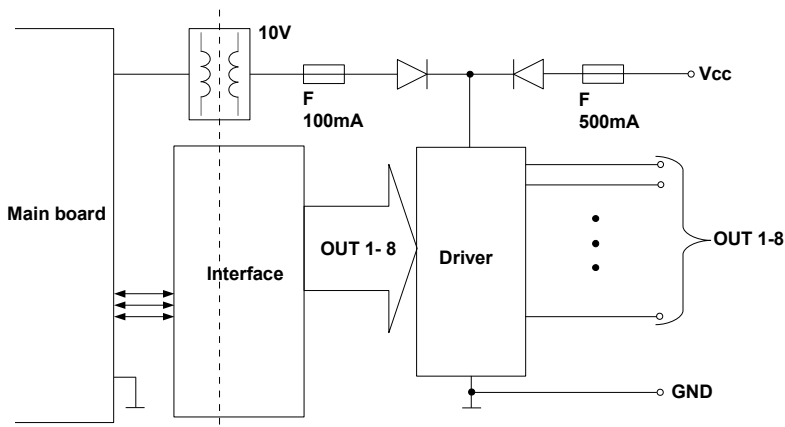 10V
Vcc
F
100mA
F
500mA
Main board
Interface
OUT 1- 8
Driver
OUT 1-8
GND